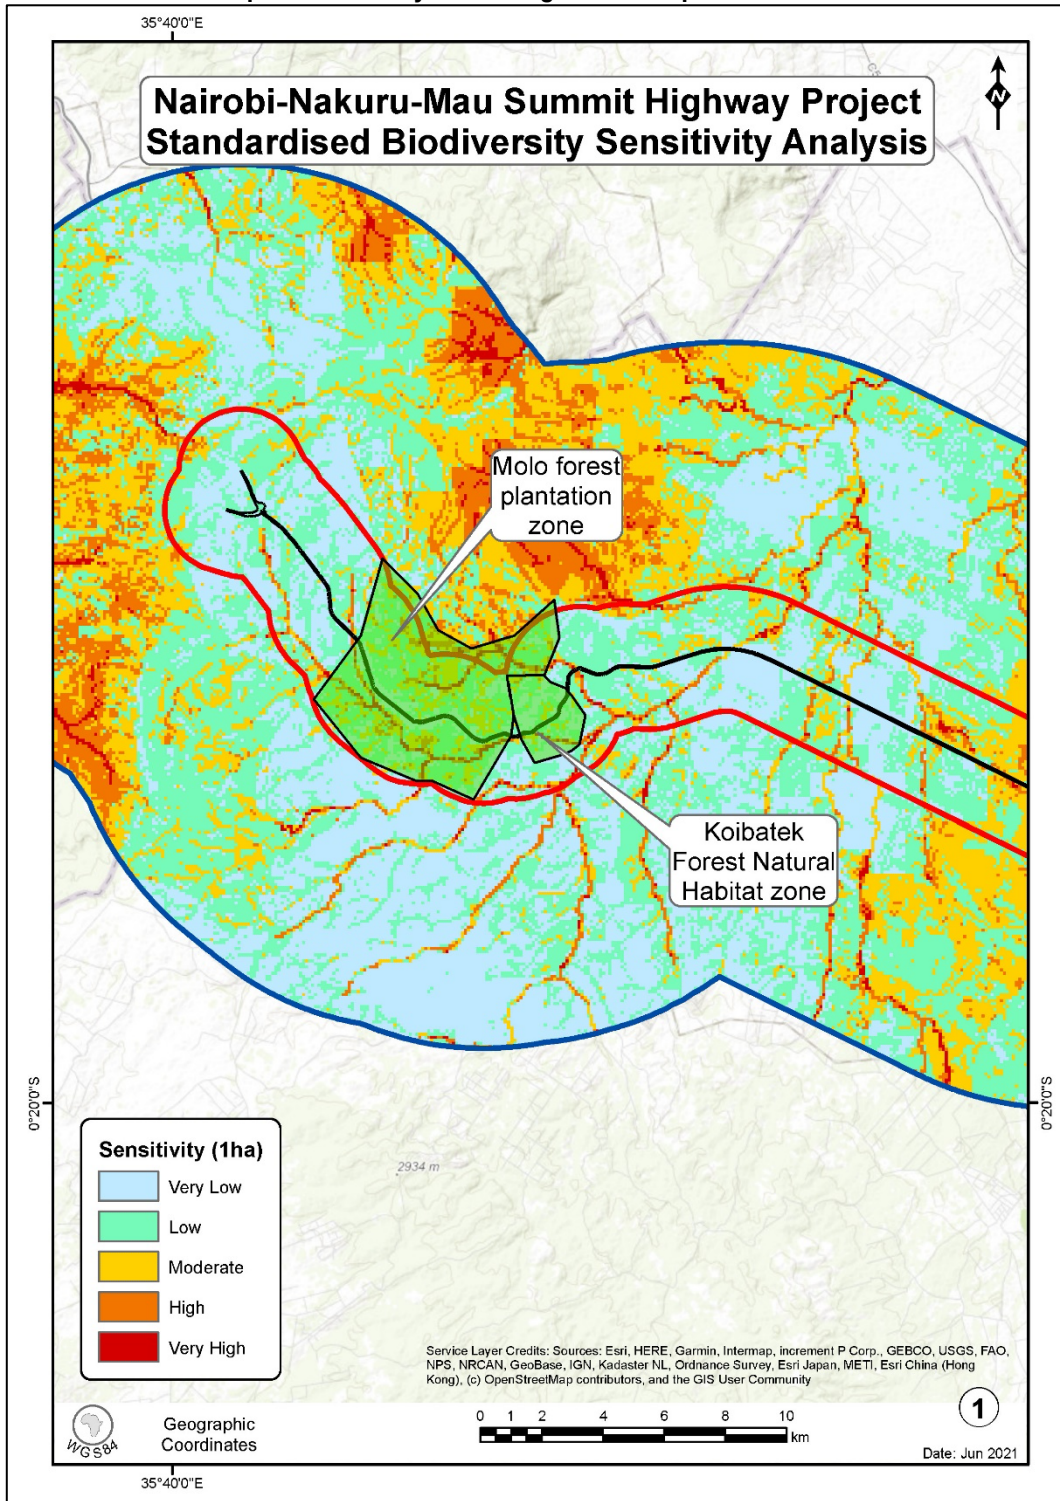 35°40'0"E
Nairobi-Nakuru-Mau Summit Highway Project
Standardised Biodiversity Sensitivity Analysis
N
Molo forest
plantation
zone
Koibatek
Forest Natural
Habitat zone
0°20'0"S
0°20'0"S
Sensitivity (1ha)
Very Low
Low
Moderate
High
Very High
2934 m
Service Layer Credits: Sources: Esri, HERE, Garmin, Intermap, increment P Corp., GEBCO, USGS, FAO,
NPS, NRCAN, GeoBase, IGN, Kadaster NL, Ordnance Survey, Esri Japan, METI, Esri China (Hong
Kong), (c) OpenStreetMap contributors, and the GIS User Community
WGS84
Geographic
Coordinates
0 1 2 4 6 8 10
km
1
Date: Jun 2021
35°40'0"E